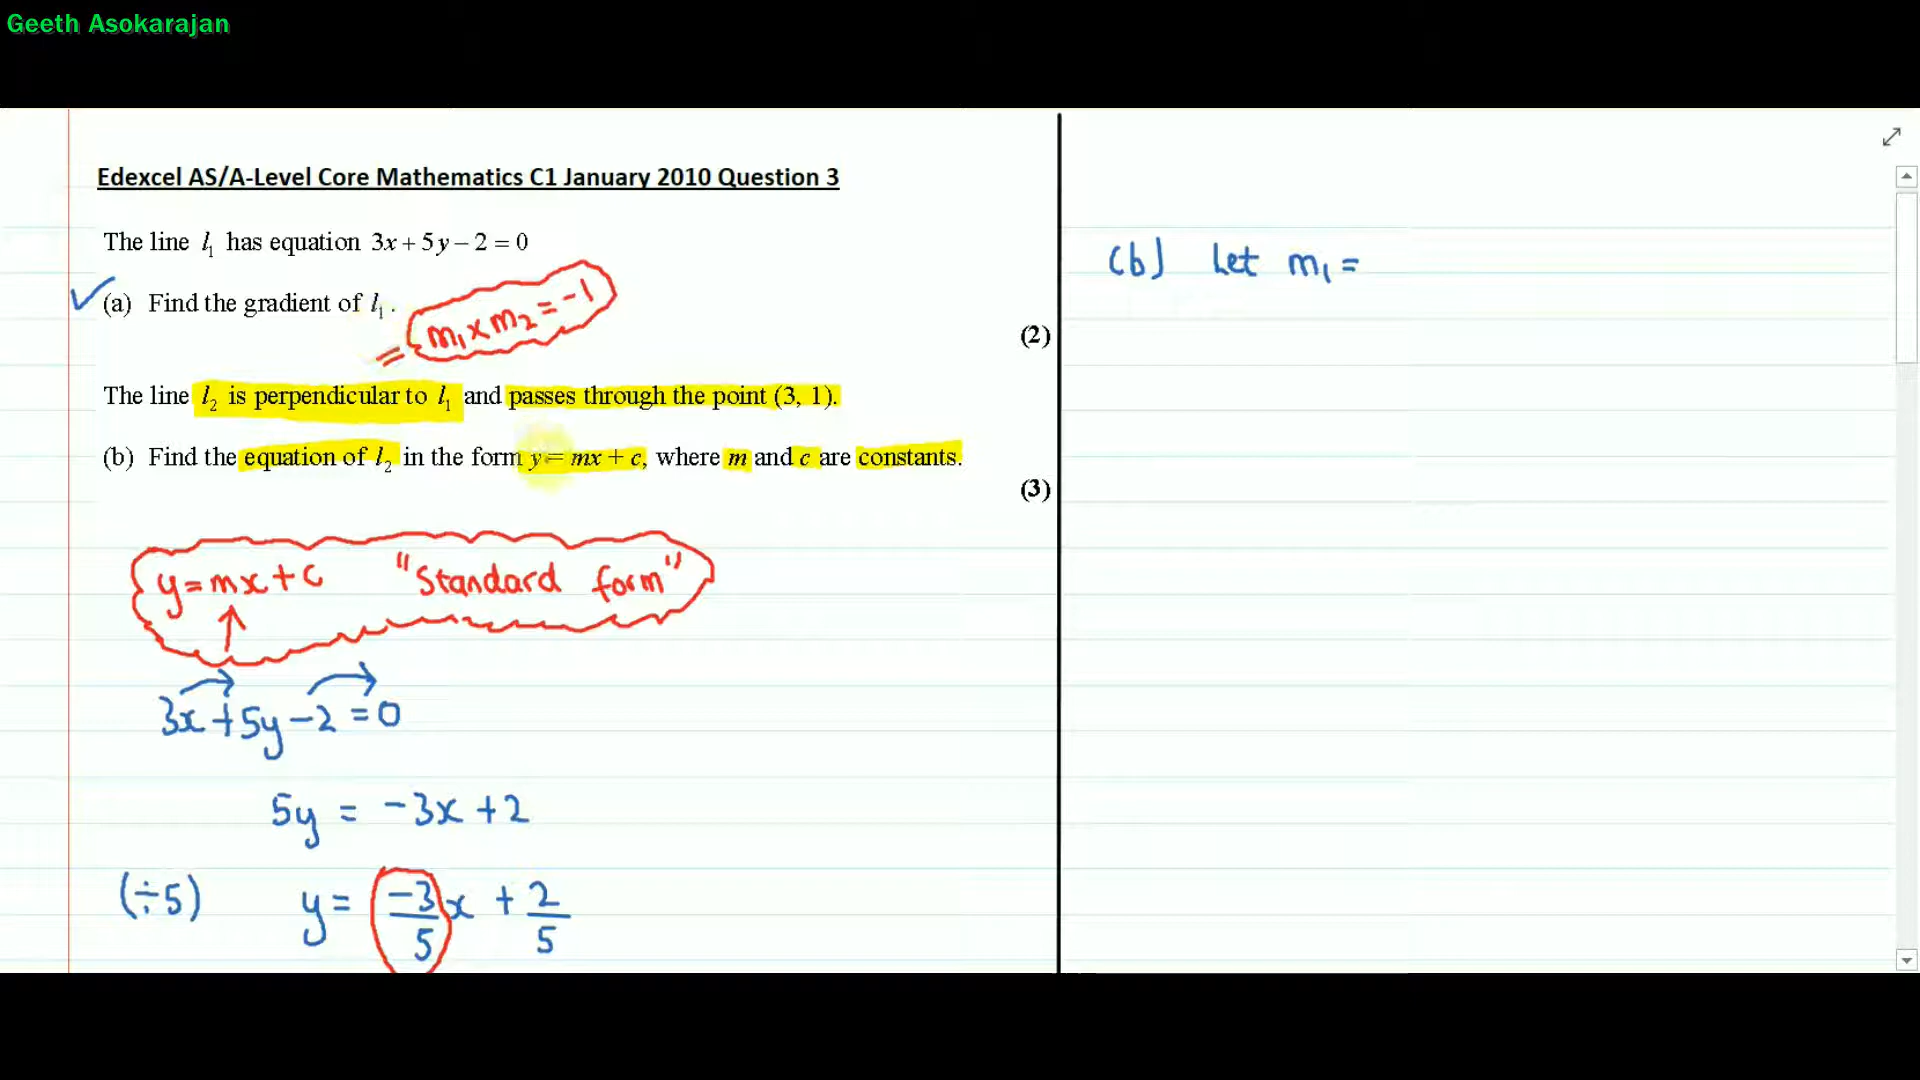 Geeth Asokarajan
Edexcel AS/A-Level Core Mathematics C1 January 2010 Question 3
The line l₁ has equation 3x + 5y − 2 = 0
(a) Find the gradient of l₁.
= m₁ × m₂ = −1
(2)
The line l₂ is perpendicular to l₁ and passes through the point (3, 1).
(b) Find the equation of l₂ in the form y = mx + c, where m and c are constants.
(3)
y = mx + c "Standard form"
3x + 5y − 2 = 0
5y = −3x + 2
(÷5) y = −3/5 x + 2/5
(b) Let m₁ =